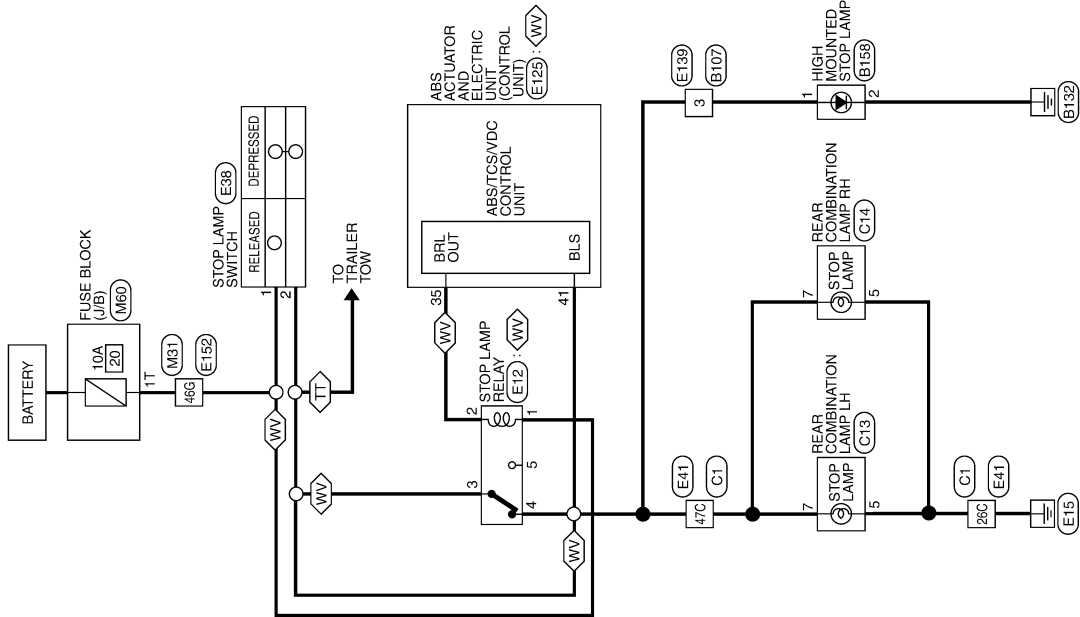 BATTERY
FUSE BLOCK
(J/B)
M60
10A
20
1T
46G
M31
E152
STOP LAMP
SWITCH
E38
RELEASED
DEPRESSED
1
2
WV
TT
TO
TRAILER
TOW
WV
ABS
ACTUATOR
AND
ELECTRIC
UNIT
(CONTROL
UNIT)
E125 : WV
ABS/TCS/VDC
CONTROL
UNIT
BRL
OUT
BLS
35
41
WV
STOP LAMP
RELAY
E12 : WV
2
1
5
3
4
WV
E41
47C
C1
E139
3
B107
HIGH
MOUNTED
STOP LAMP
B158
1
2
B132
REAR
COMBINATION
LAMP RH
C14
7
STOP
LAMP
5
REAR
COMBINATION
LAMP LH
C13
7
STOP
LAMP
5
C1
26C
E41
E15